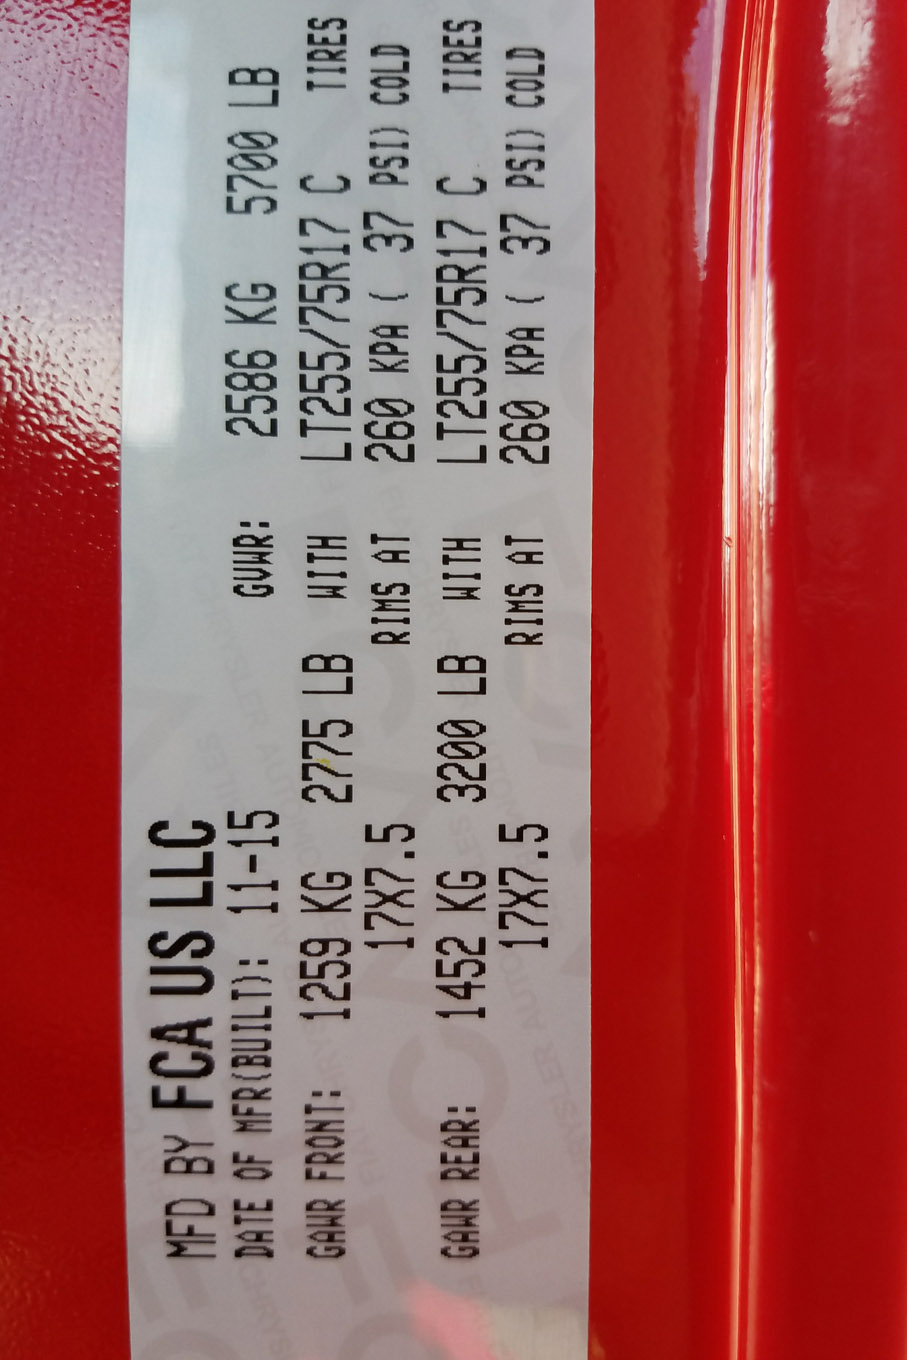 MFD BY FCA US LLC
DATE OF MFR(BUILT): 11-15 GVWR: 2586 KG 5700 LB
GAWR FRONT: 1259 KG 2775 LB WITH LT255/75R17 C TIRES
17X7.5 RIMS AT 260 KPA ( 37 PSI) COLD
GAWR REAR: 1452 KG 3200 LB WITH LT255/75R17 C TIRES
17X7.5 RIMS AT 260 KPA ( 37 PSI) COLD